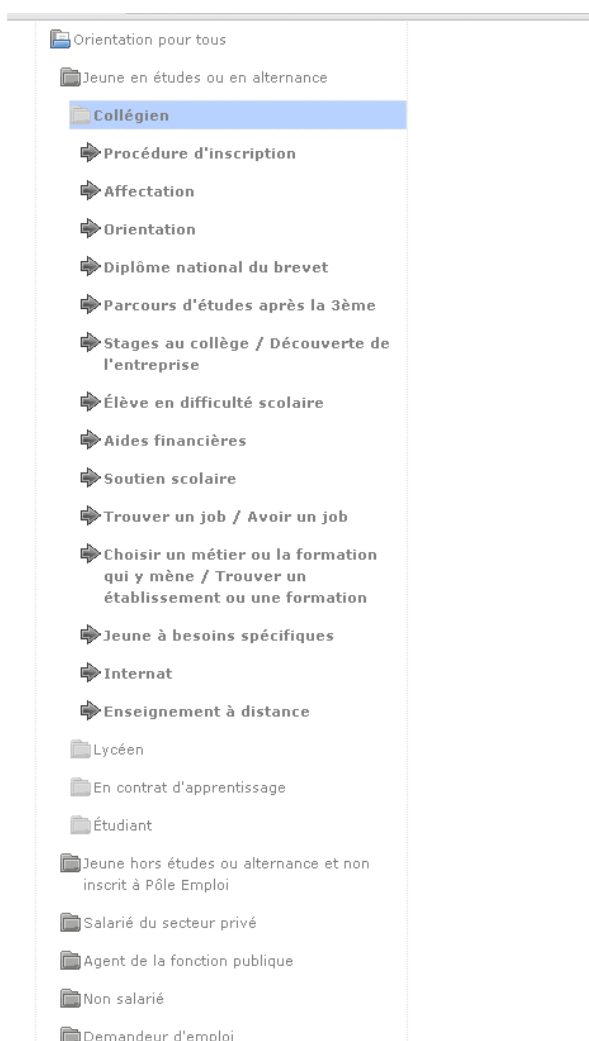 Orientation pour tous
Jeune en études ou en alternance
Collégien
Procédure d'inscription
Affectation
Orientation
Diplôme national du brevet
Parcours d'études après la 3ème
Stages au collège / Découverte de
l'entreprise
Élève en difficulté scolaire
Aides financières
Soutien scolaire
Trouver un job / Avoir un job
Choisir un métier ou la formation
qui y mène / Trouver un
établissement ou une formation
Jeune à besoins spécifiques
Internat
Enseignement à distance
Lycéen
En contrat d'apprentissage
Étudiant
Jeune hors études ou alternance et non
inscrit à Pôle Emploi
Salarié du secteur privé
Agent de la fonction publique
Non salarié
Demandeur d'emploi